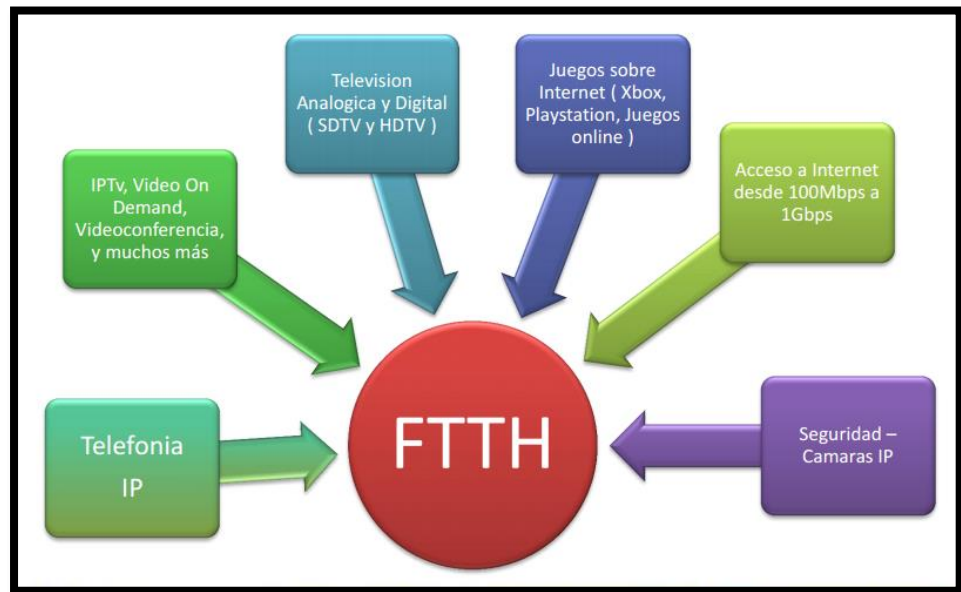 Television
Analogica y Digital
( SDTV y HDTV )
Juegos sobre
Internet ( Xbox,
Playstation, Juegos
online )
IPTv, Video On
Demand,
Videoconferencia,
y muchos más
Acceso a Internet
desde 100Mbps a
1Gbps
Telefonia
IP
FTTH
Seguridad –
Camaras IP